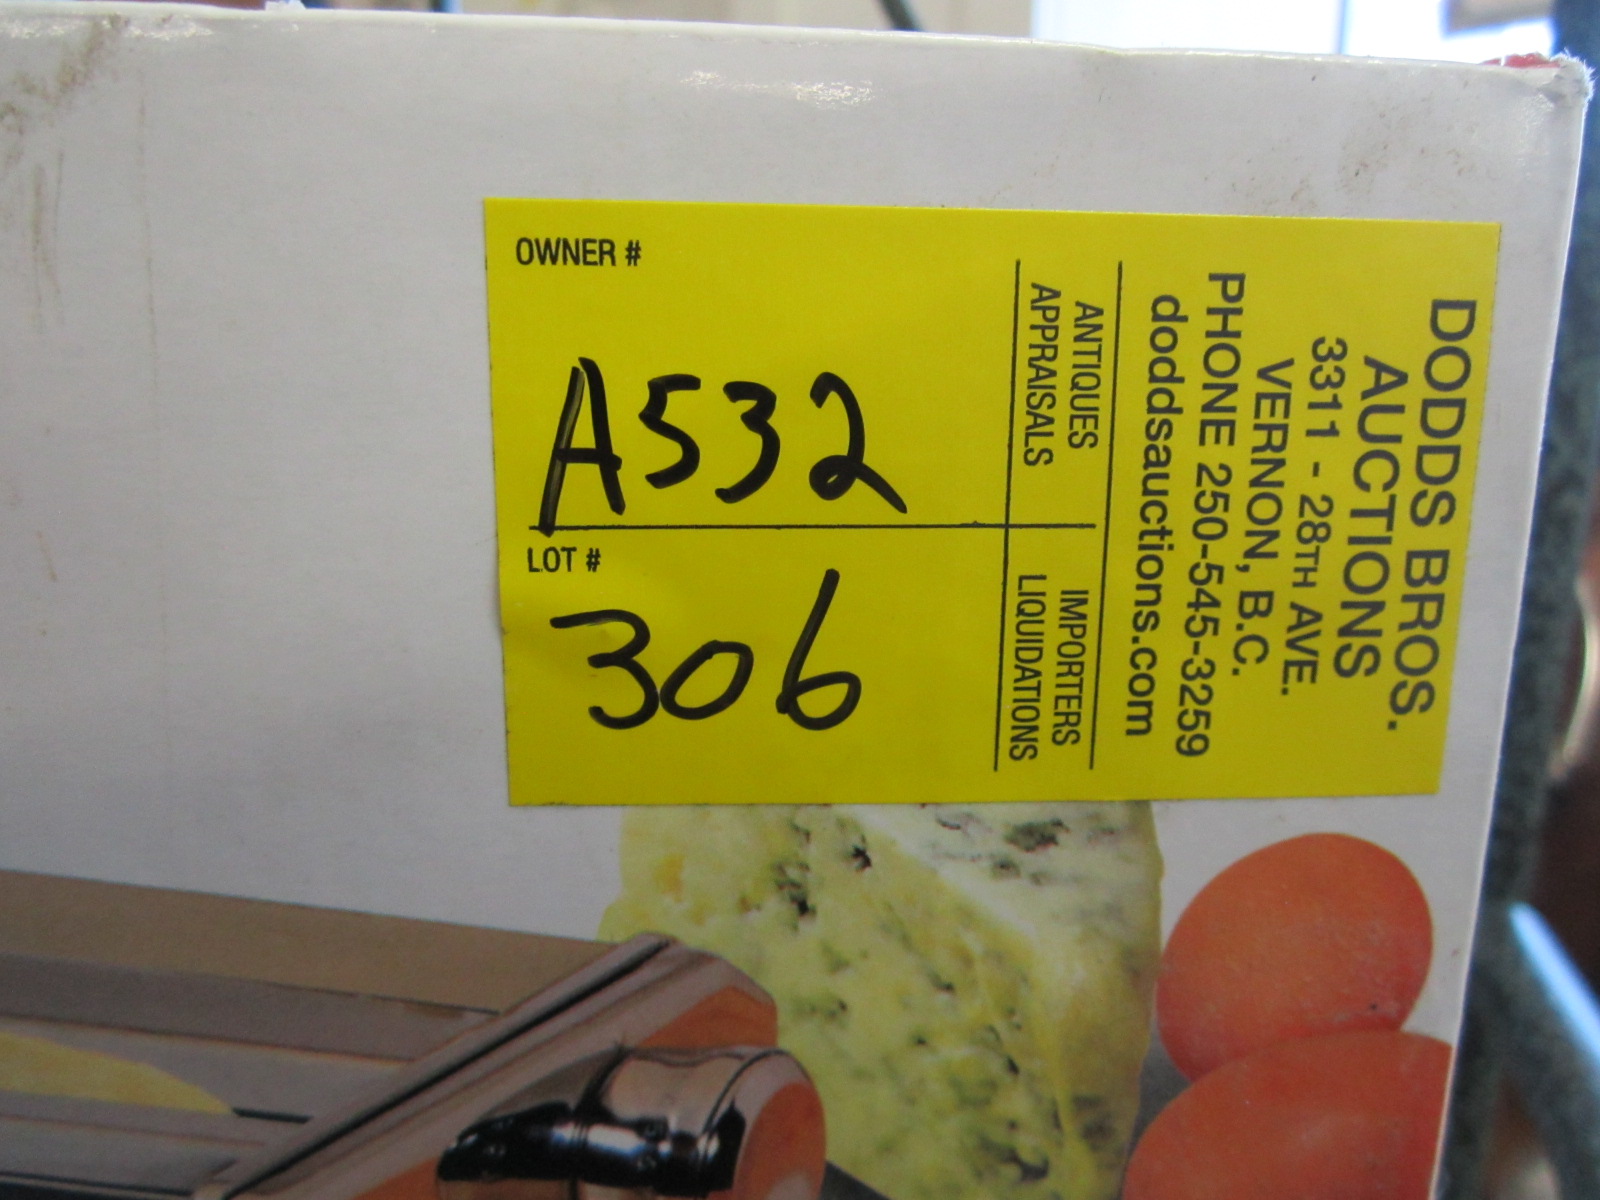 DODDS BROS.
AUCTIONS
3311 - 28TH AVE.
VERNON, B.C.
PHONE 250-545-3259
doddsauctions.com
ANTIQUES
APPRAISALS
IMPORTERS
LIQUIDATIONS
OWNER #
A532
LOT #
306